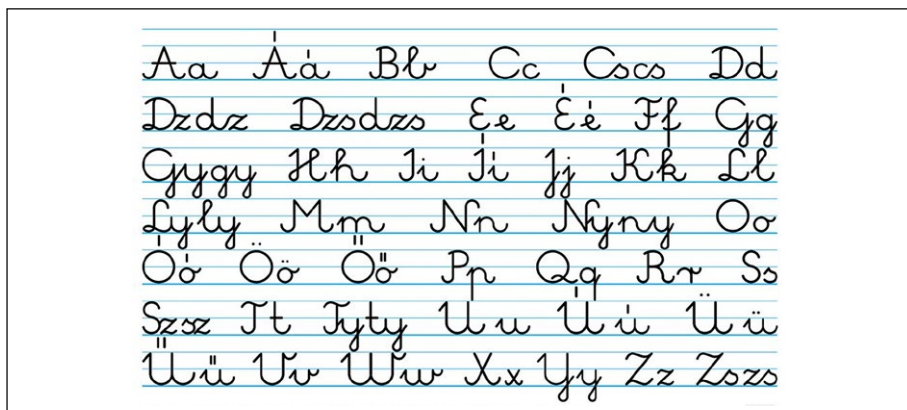 Aa Áá Bb Cc Cscs Dd
Dzdz Dzsdzs Ee Éé Ff Gg
Gygy Hh Ii Íí Jj Kk Ll
Lyly Mm Nn Nyny Oo
Óó Öö Őő Pp Qq Rr Ss
Szsz Tt Tyty Uu Úú Üü
Űű Vv Ww Xx Yy Zz Zszs